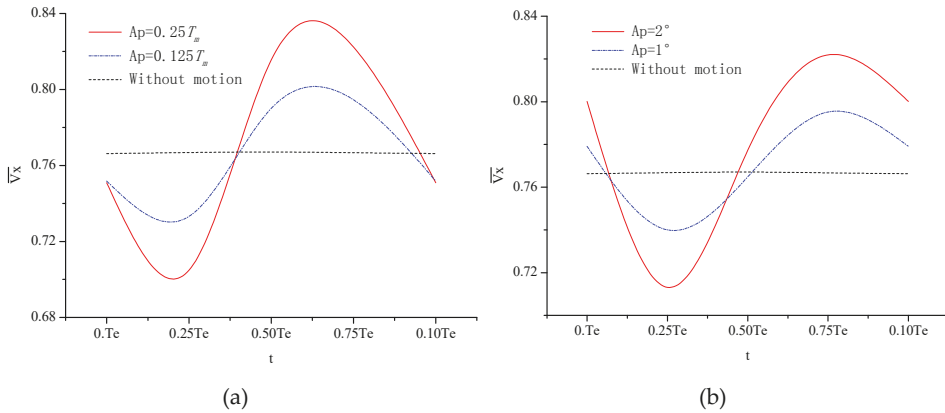 Ap=0.25Tm
Ap=0.125Tm
Without motion
0.84
0.80
0.76
0.72
0.68
V̅x
0.Te
0.25Te
0.50Te
0.75Te
0.10Te
t
(a)
Ap=2°
Ap=1°
Without motion
0.84
0.80
0.76
0.72
V̅x
0.Te
0.25Te
0.50Te
0.75Te
0.10Te
t
(b)